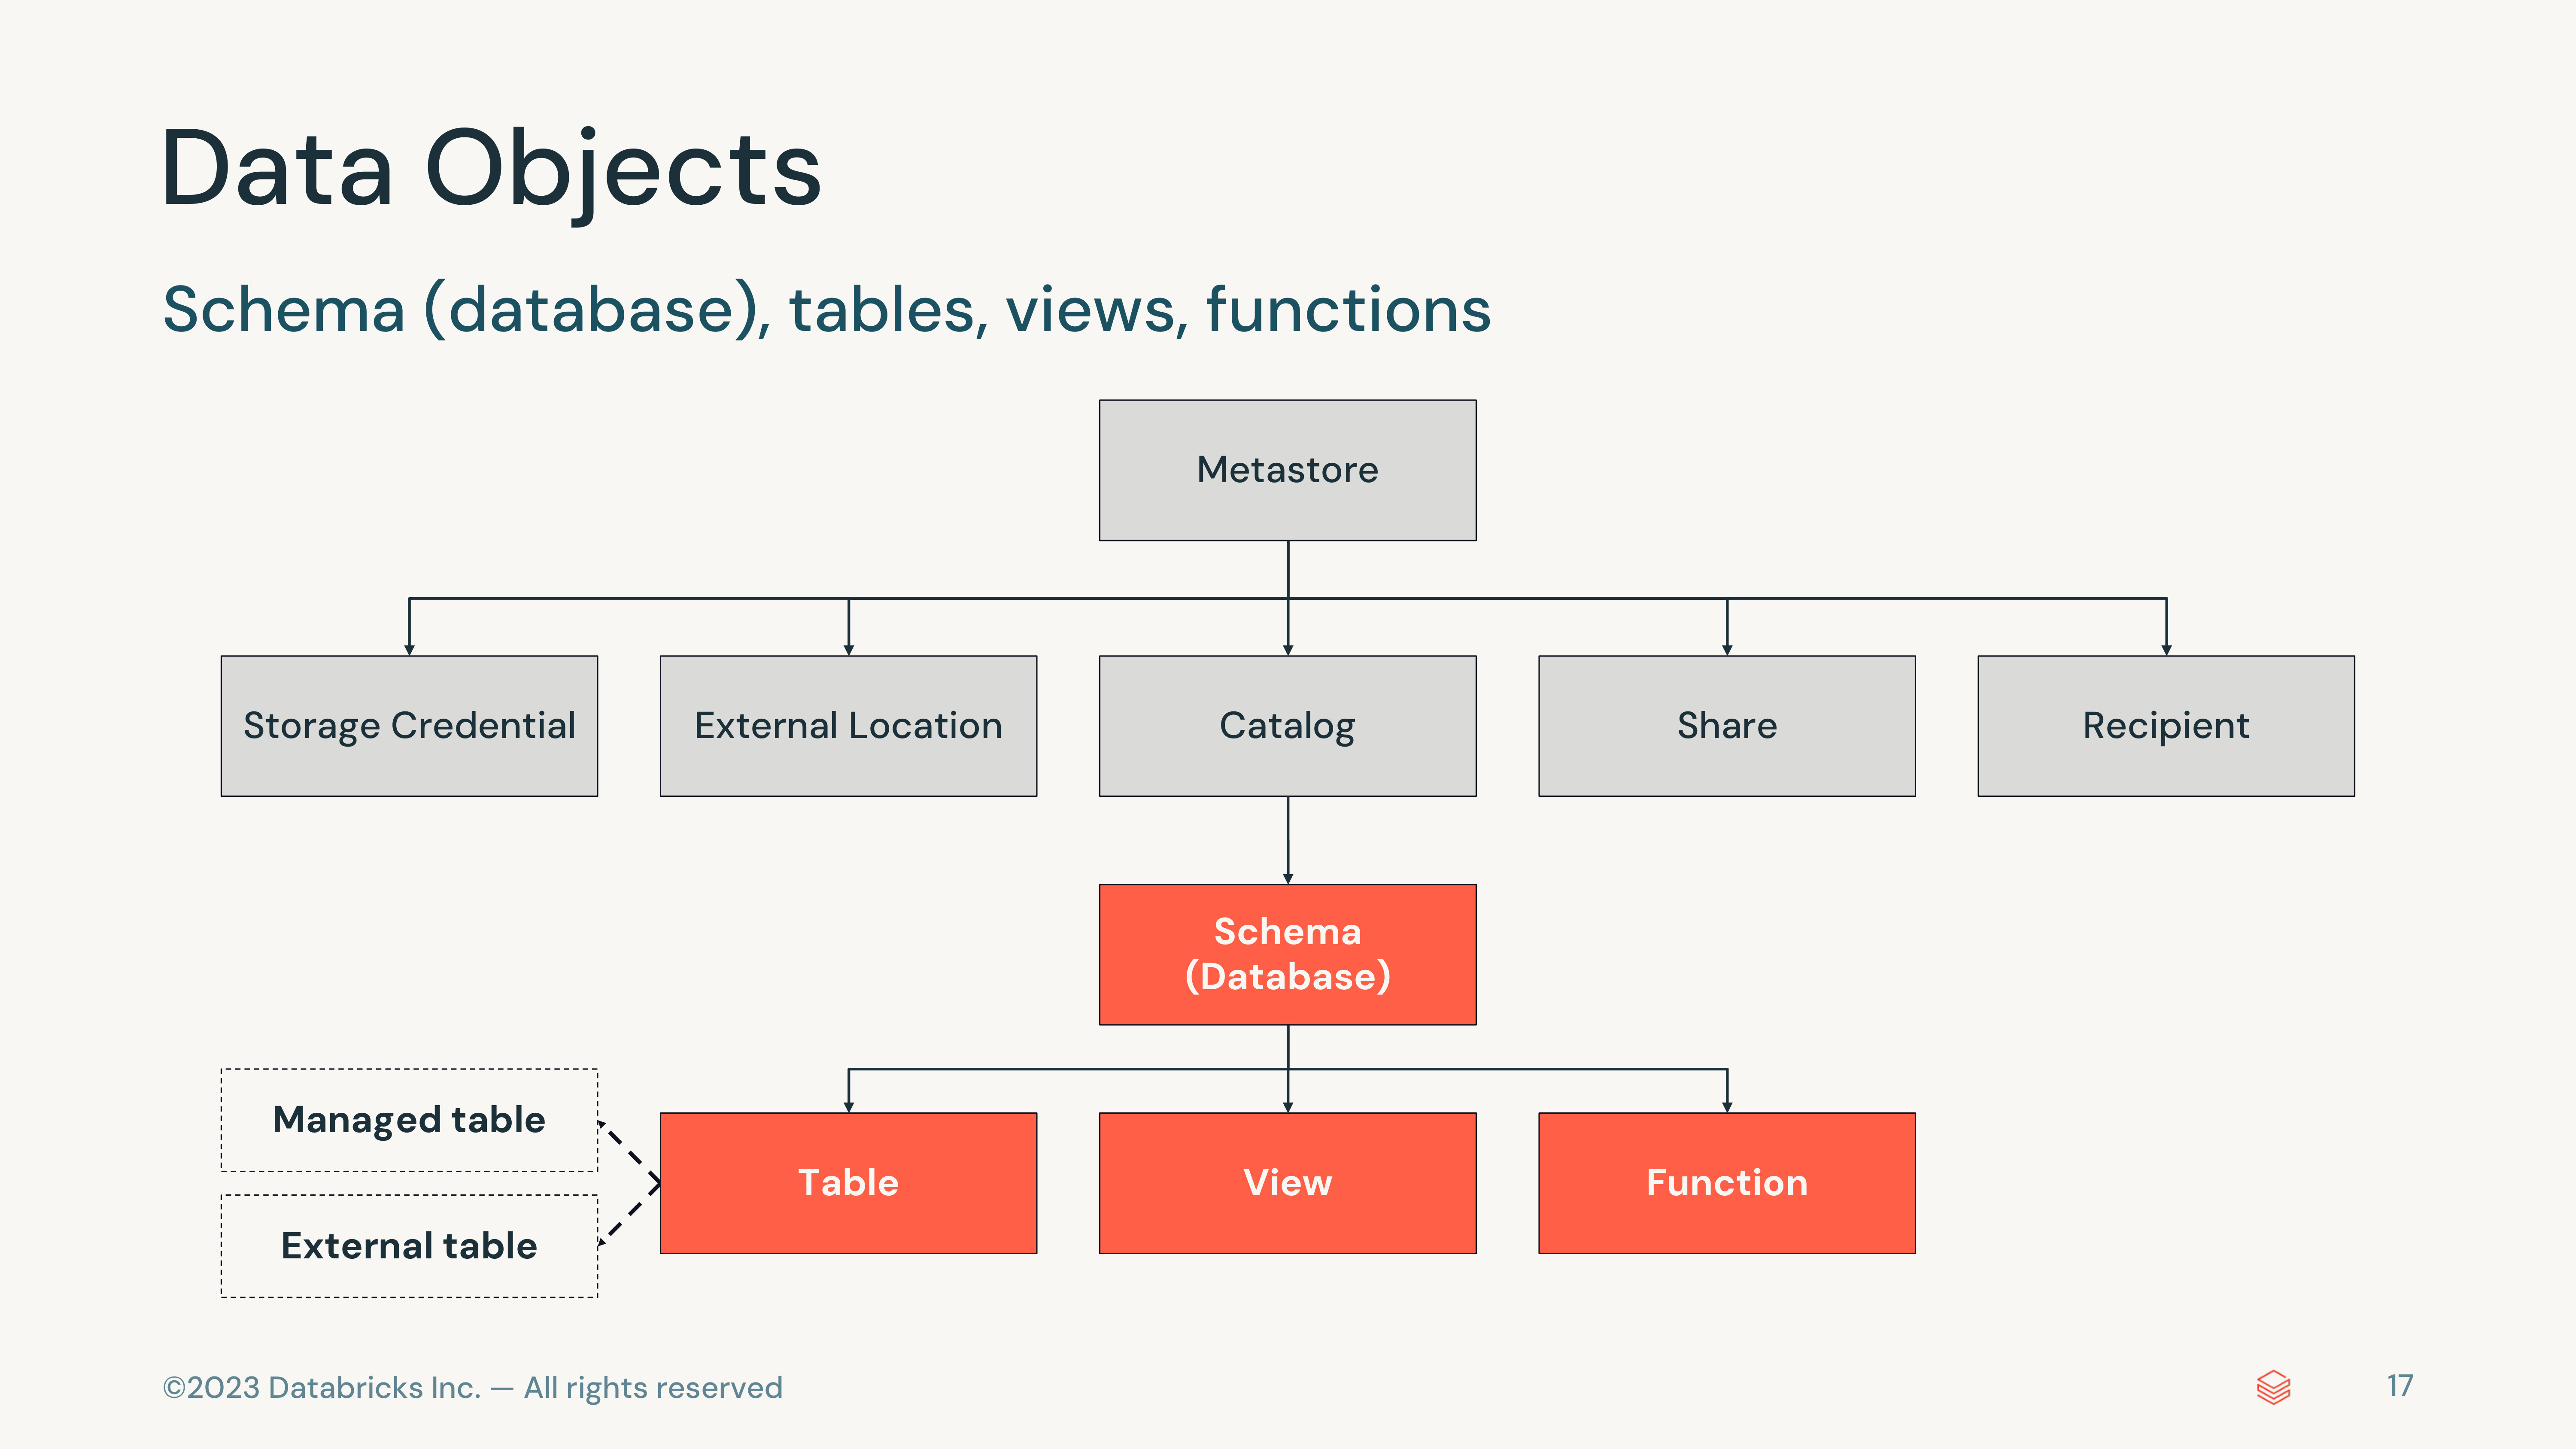 Data Objects
Schema (database), tables, views, functions
Metastore
Storage Credential
External Location
Catalog
Share
Recipient
Schema
(Database)
Managed table
External table
Table
View
Function
©2023 Databricks Inc. — All rights reserved
17